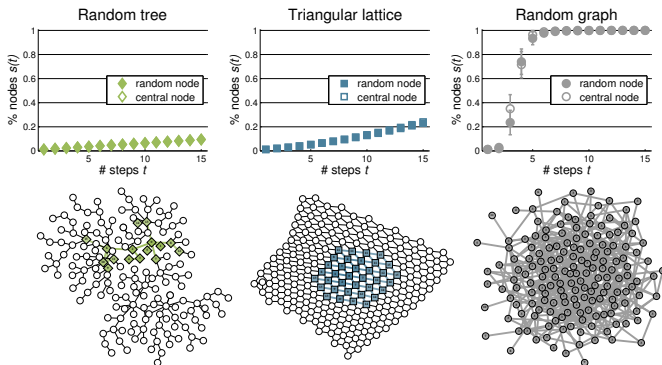 Random tree
Triangular lattice
Random graph
% nodes s(t)
1
0.8
0.6
0.4
0.2
0
random node
central node
5
10
15
# steps t
% nodes s(t)
1
0.8
0.6
0.4
0.2
0
random node
central node
5
10
15
# steps t
% nodes s(t)
1
0.8
0.6
0.4
0.2
0
random node
central node
5
10
15
# steps t